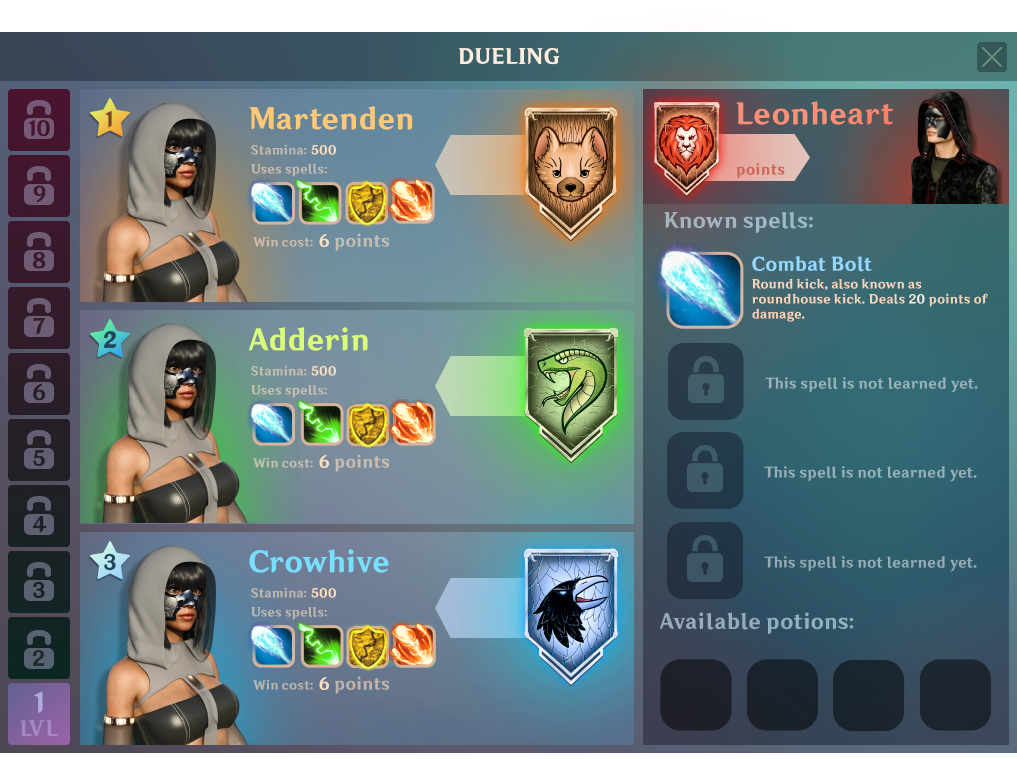 DUELING
10
9
8
7
6
5
4
3
2
1
LVL
1
Martenden
Stamina: 500
Uses spells:
Win cost: 6 points
2
Adderin
Stamina: 500
Uses spells:
Win cost: 6 points
3
Crowhive
Stamina: 500
Uses spells:
Win cost: 6 points
Leonheart
points
Known spells:
Combat Bolt
Round kick, also known as
roundhouse kick. Deals 20 points of
damage.
This spell is not learned yet.
This spell is not learned yet.
This spell is not learned yet.
Available potions: